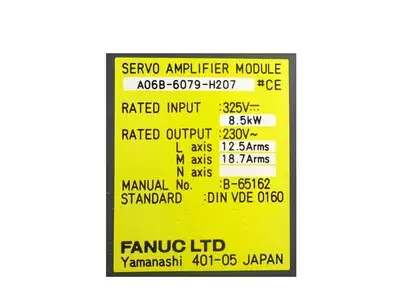 SERVO AMPLIFIER MODULE
A06B-6079-H207 #CE
RATED INPUT :325V⎓
8.5kW
RATED OUTPUT :230V~
L axis 12.5Arms
M axis 18.7Arms
N axis
MANUAL No. :B-65162
STANDARD :DIN VDE 0160
FANUC LTD
Yamanashi 401-05 JAPAN